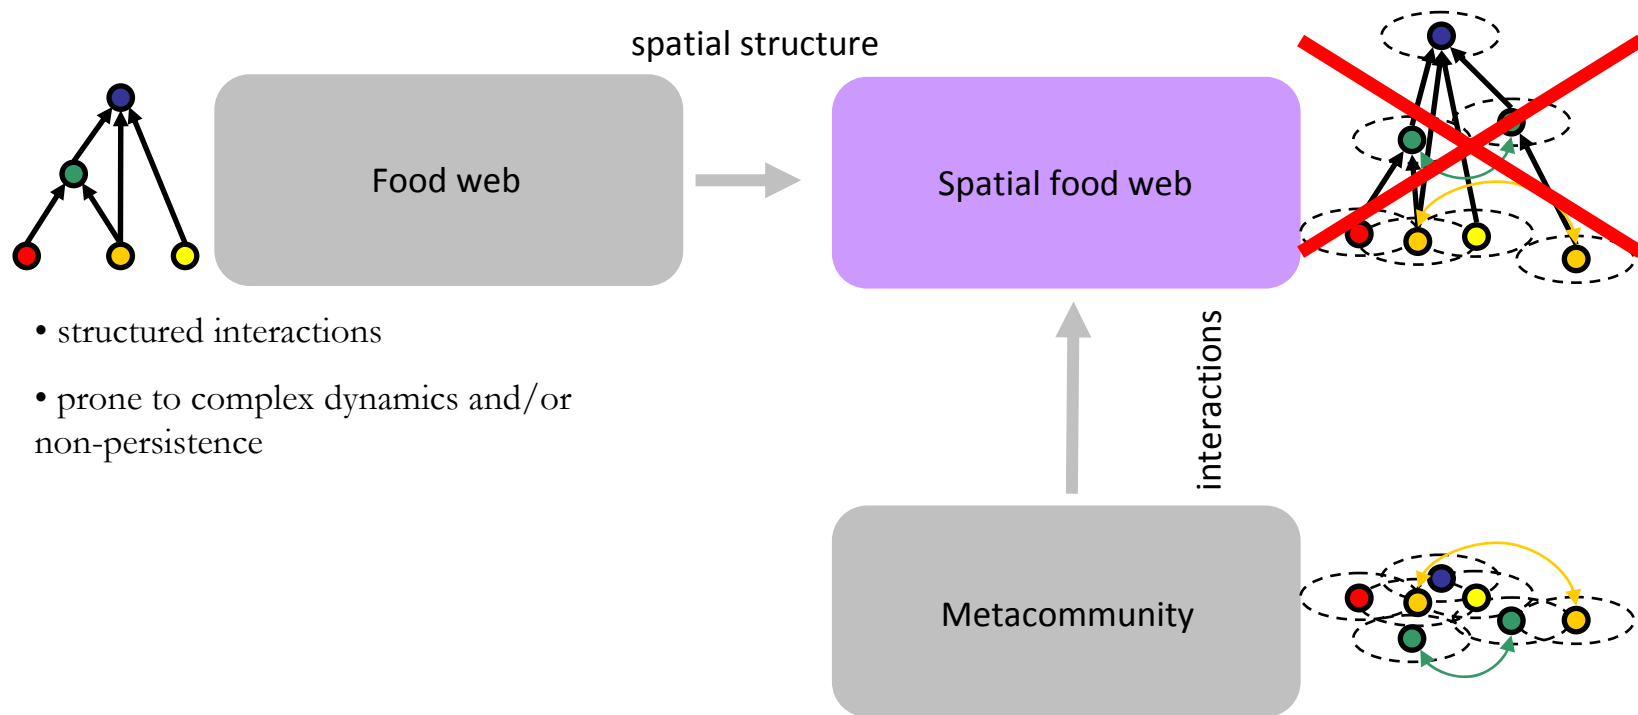 spatial structure
Food web
Spatial food web
• structured interactions
• prone to complex dynamics and/or
non-persistence
interactions
Metacommunity